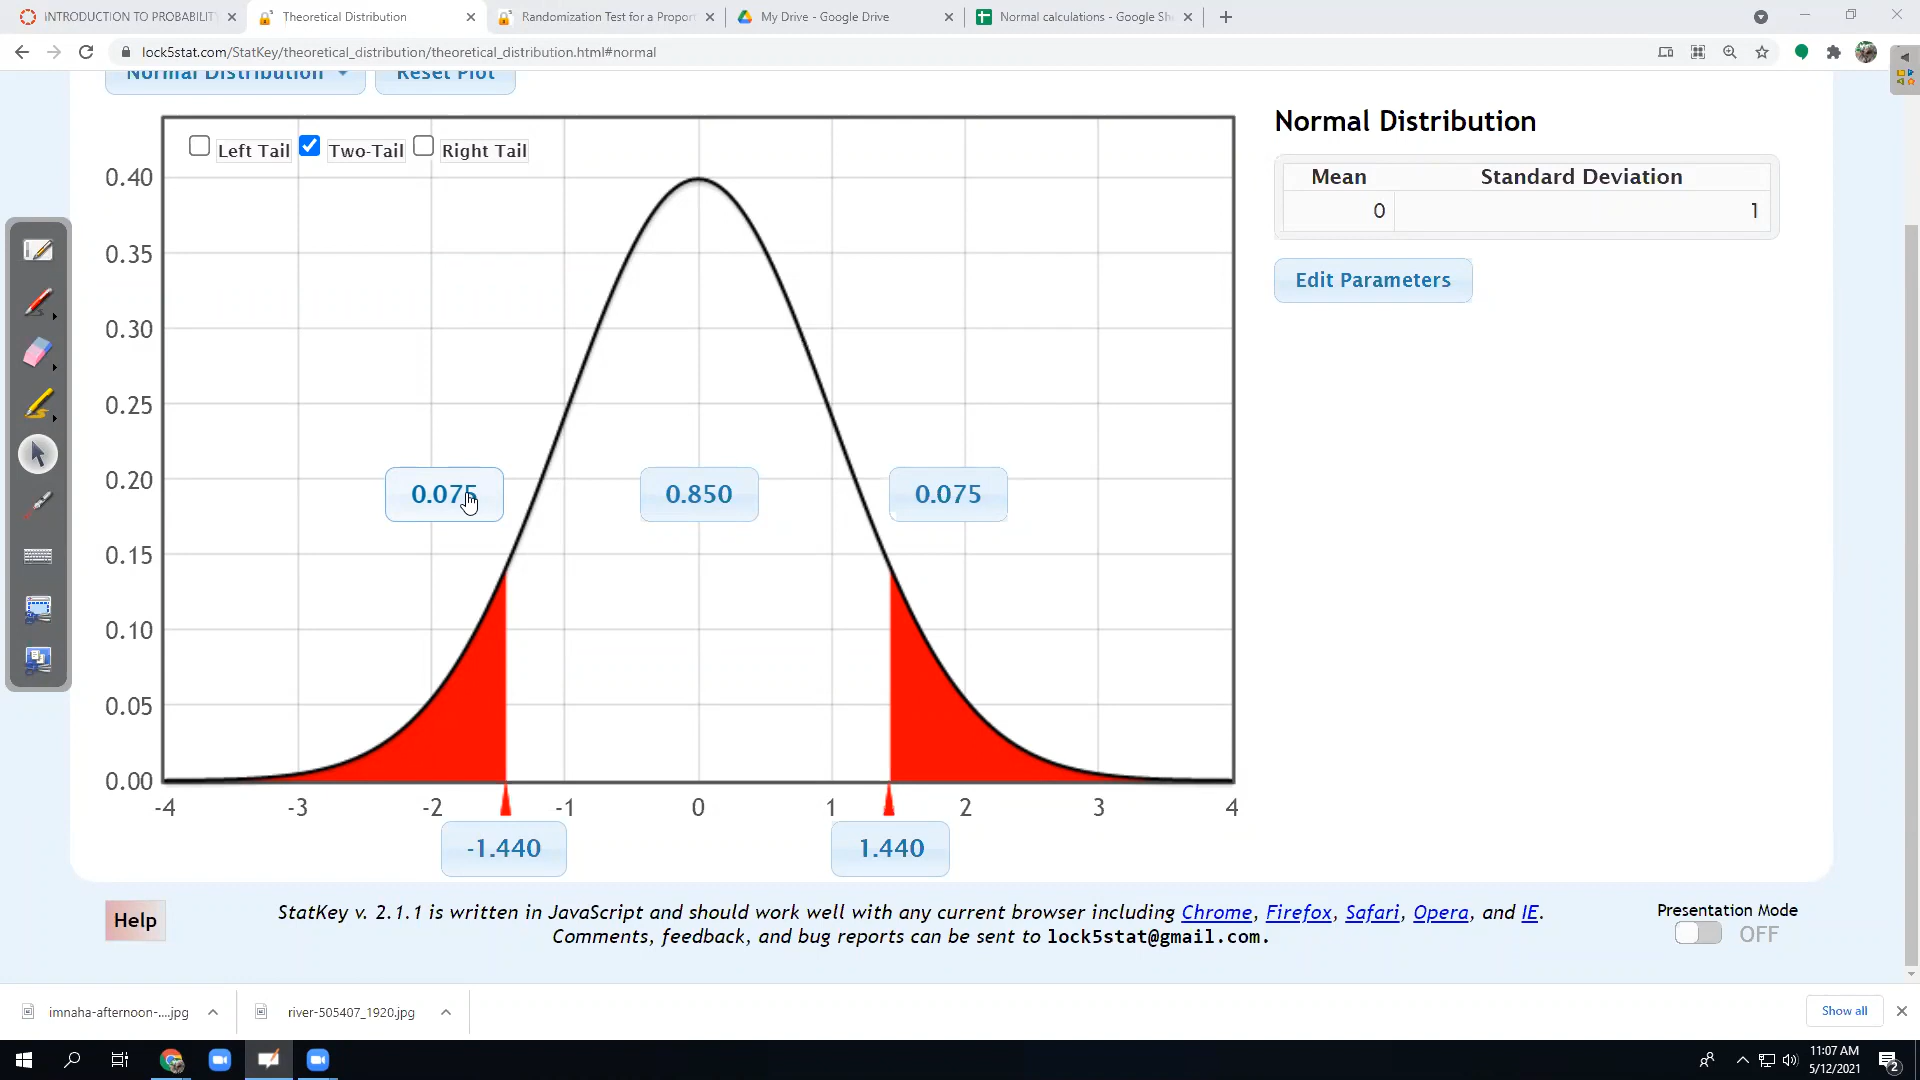 INTRODUCTION TO PROBABILITY
Theoretical Distribution
Randomization Test for a Propor
My Drive - Google Drive
Normal calculations - Google She
lock5stat.com/StatKey/theoretical_distribution/theoretical_distribution.html#normal
Normal Distribution
Reset Plot
Left Tail
Two-Tail
Right Tail
0.40
0.35
0.30
0.25
0.20
0.15
0.10
0.05
0.00
0.075
0.850
0.075
-4
-3
-2
-1
0
1
2
3
4
-1.440
1.440
Normal Distribution
Mean
Standard Deviation
0
1
Edit Parameters
Help
StatKey v. 2.1.1 is written in JavaScript and should work well with any current browser including Chrome, Firefox, Safari, Opera, and IE.
Comments, feedback, and bug reports can be sent to lock5stat@gmail.com.
Presentation Mode
OFF
imnaha-afternoon-....jpg
river-505407_1920.jpg
Show all
11:07 AM
5/12/2021
2